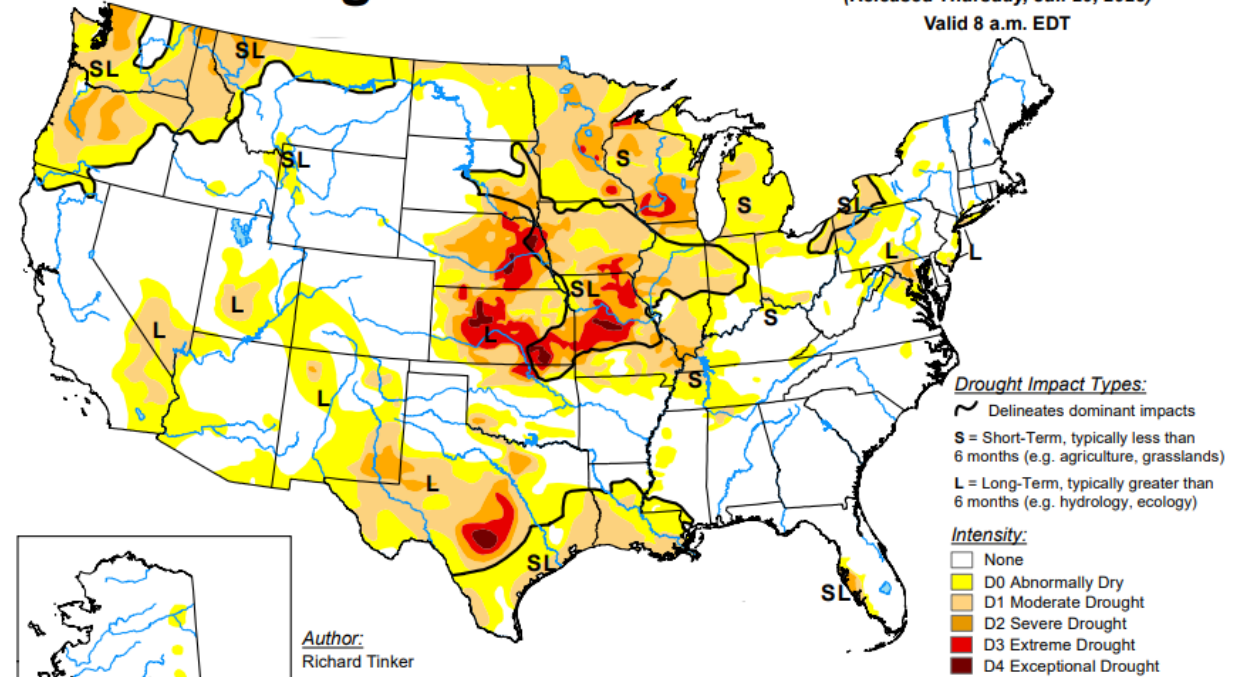 Valid 8 a.m. EDT
SL
SL
SL
S
S
SL
L
L
L
L
SL
L
S
L
S
L
L
SL
SL
Drought Impact Types:
Delineates dominant impacts
S = Short-Term, typically less than
6 months (e.g. agriculture, grasslands)
L = Long-Term, typically greater than
6 months (e.g. hydrology, ecology)
Intensity:
None
D0 Abnormally Dry
D1 Moderate Drought
D2 Severe Drought
D3 Extreme Drought
D4 Exceptional Drought
Author:
Richard Tinker